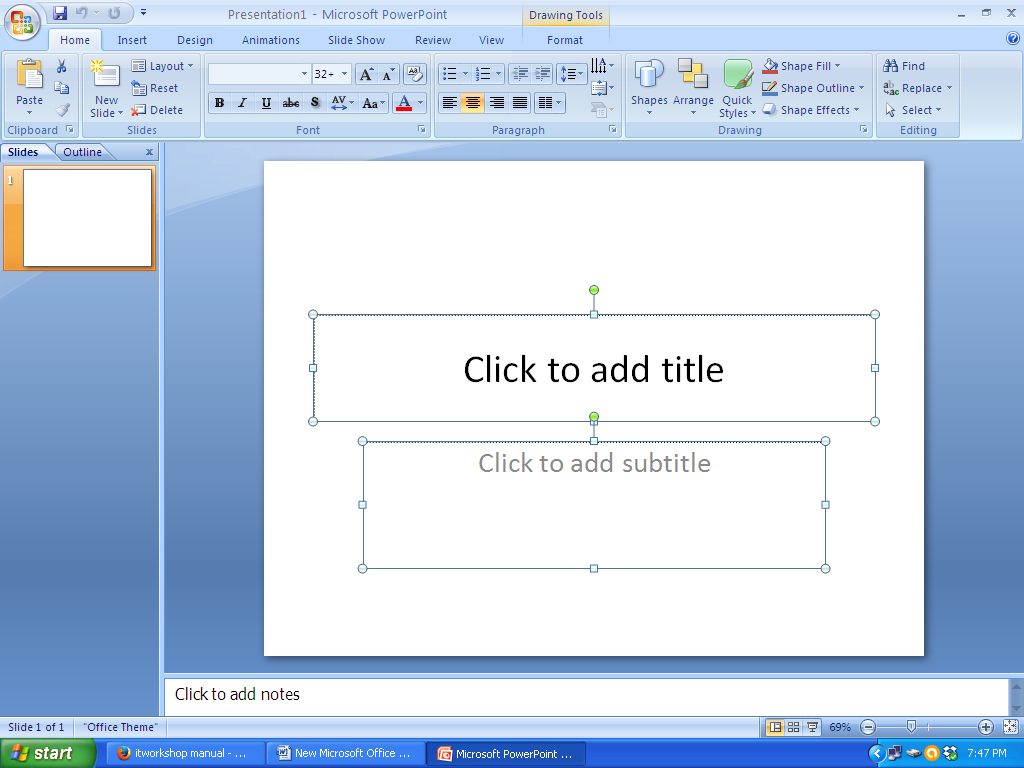 Presentation1 - Microsoft PowerPoint
Drawing Tools
Home Insert Design Animations Slide Show Review View Format
Paste
Clipboard
New Slide
Layout
Reset
Delete
Slides
32+
A A
B I U abc S AV Aa A
Font
Paragraph
Shapes
Arrange
Quick Styles
Shape Fill
Shape Outline
Shape Effects
Drawing
Find
Replace
Select
Editing
Slides Outline x
1
Click to add title
Click to add subtitle
Click to add notes
Slide 1 of 1 "Office Theme" 69%
start itworkshop manual - ... New Microsoft Office ... Microsoft PowerPoint ... 7:47 PM